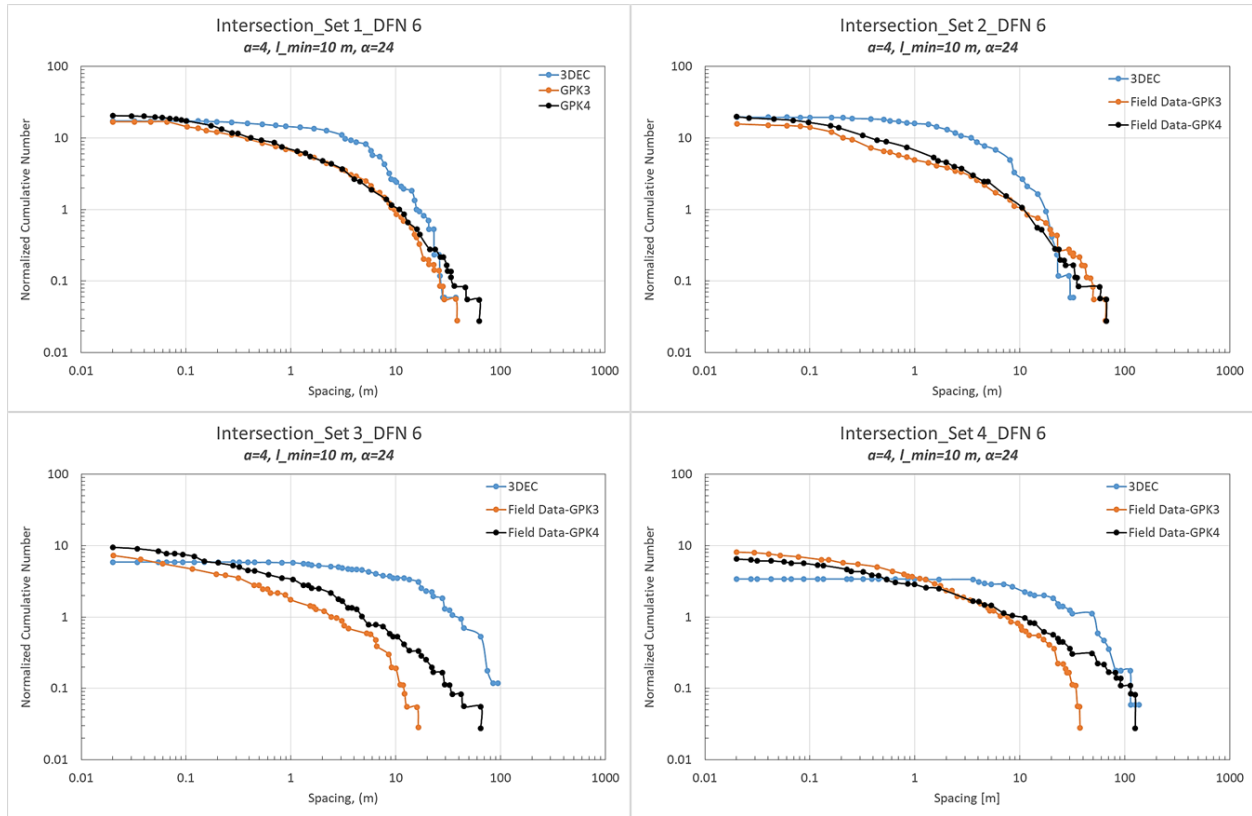 Intersection_Set 1_DFN 6
a=4, l_min=10 m, α=24
100
10
1
0.1
0.01
Normalized Cumulative Number
0.01
0.1
1
10
100
1000
Spacing, (m)
3DEC
GPK3
GPK4
Intersection_Set 2_DFN 6
a=4, l_min=10 m, α=24
100
10
1
0.1
0.01
Normalized Cumulative Number
0.01
0.1
1
10
100
1000
Spacing, (m)
3DEC
Field Data-GPK3
Field Data-GPK4
Intersection_Set 3_DFN 6
a=4, l_min=10 m, α=24
100
10
1
0.1
0.01
Normalized Cumulative Number
0.01
0.1
1
10
100
1000
Spacing, (m)
3DEC
Field Data-GPK3
Field Data-GPK4
Intersection_Set 4_DFN 6
a=4, l_min=10 m, α=24
100
10
1
0.1
0.01
Normalized Cumulative Number
0.01
0.1
1
10
100
1000
Spacing [m]
3DEC
Field Data-GPK3
Field Data-GPK4